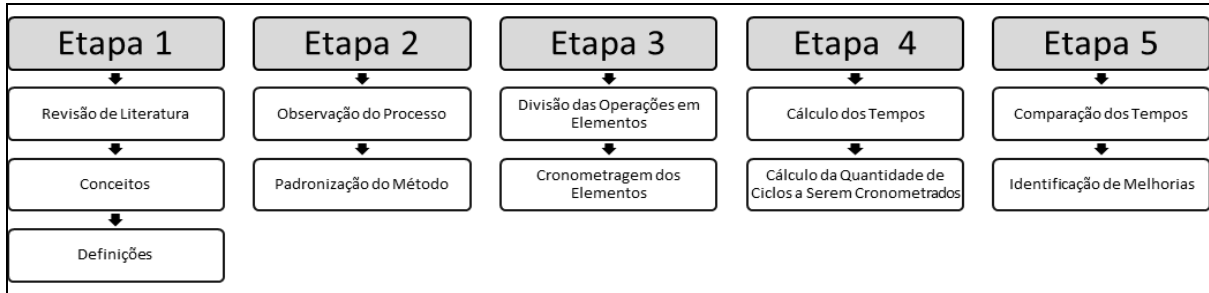 Etapa 1
Revisão de Literatura
Conceitos
Definições
Etapa 2
Observação do Processo
Padronização do Método
Etapa 3
Divisão das Operações em
Elementos
Cronometragem dos
Elementos
Etapa 4
Cálculo dos Tempos
Cálculo da Quantidade de
Ciclos a Serem Cronometrados
Etapa 5
Comparação dos Tempos
Identificação de Melhorias